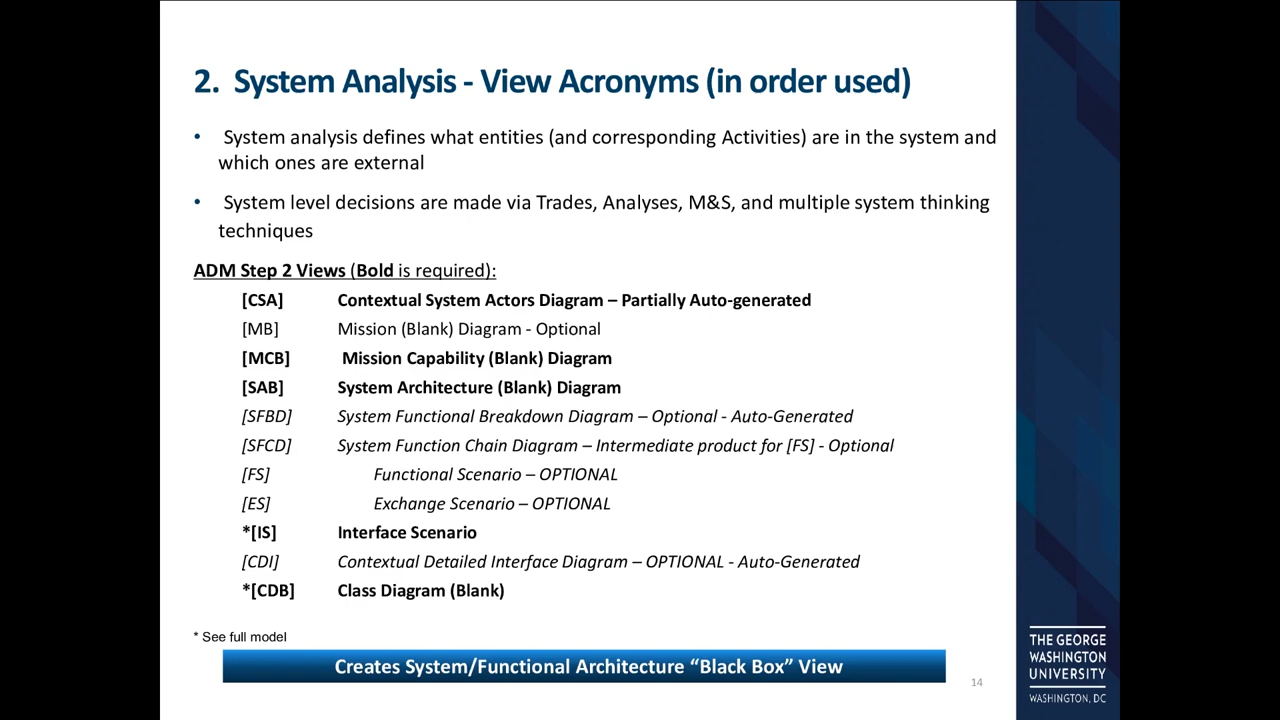 2. System Analysis - View Acronyms (in order used)
• System analysis defines what entities (and corresponding Activities) are in the system and
which ones are external
• System level decisions are made via Trades, Analyses, M&S, and multiple system thinking
techniques
ADM Step 2 Views (Bold is required):
[CSA] Contextual System Actors Diagram – Partially Auto-generated
[MB] Mission (Blank) Diagram - Optional
[MCB] Mission Capability (Blank) Diagram
[SAB] System Architecture (Blank) Diagram
[SFBD] System Functional Breakdown Diagram – Optional - Auto-Generated
[SFCD] System Function Chain Diagram – Intermediate product for [FS] - Optional
[FS] Functional Scenario – OPTIONAL
[ES] Exchange Scenario – OPTIONAL
*[IS] Interface Scenario
[CDI] Contextual Detailed Interface Diagram – OPTIONAL - Auto-Generated
*[CDB] Class Diagram (Blank)
* See full model
Creates System/Functional Architecture “Black Box” View
14
THE GEORGE
WASHINGTON
UNIVERSITY
WASHINGTON, DC